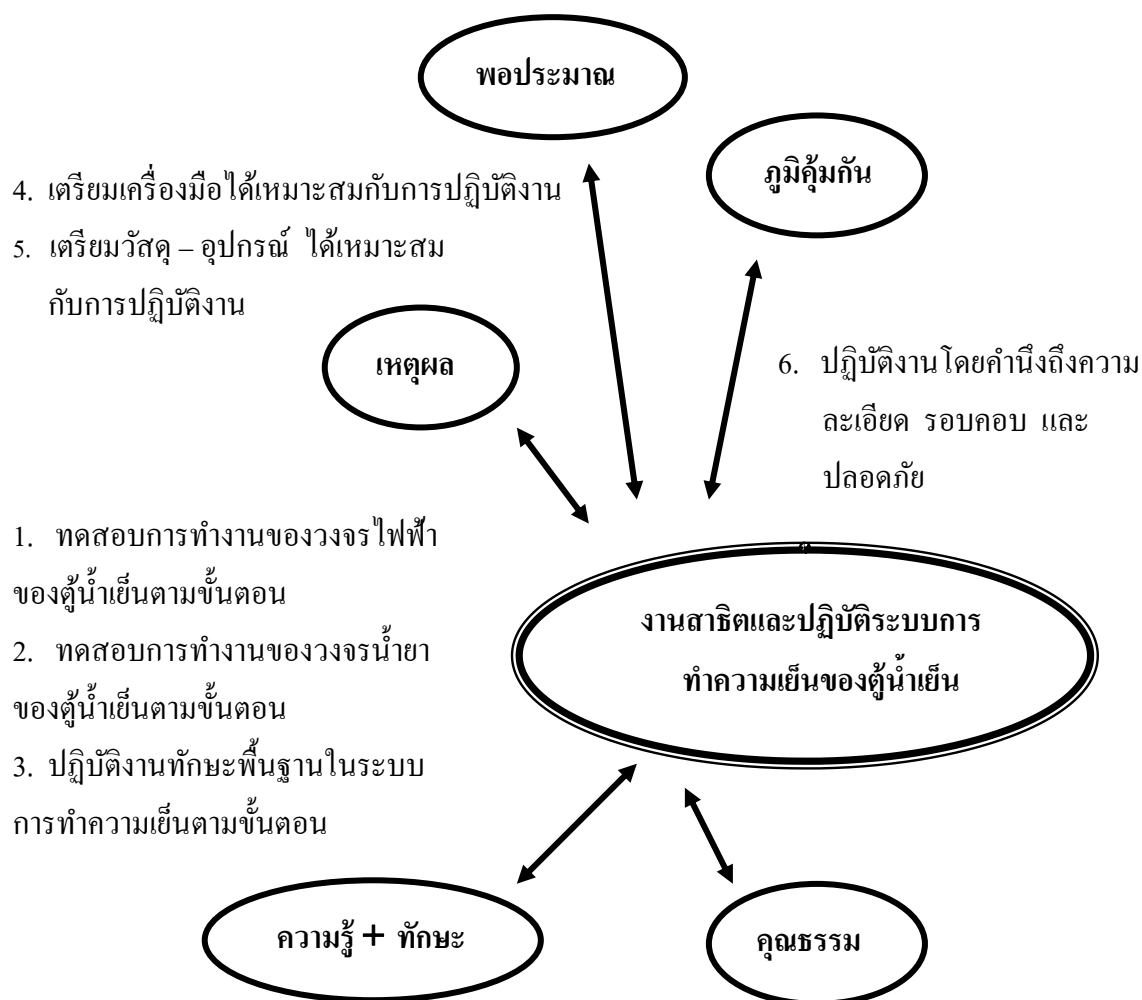 พอประมาณ
ภูมิคุ้มกัน
4. เตรียมเครื่องมือได้เหมาะสมกับการปฏิบัติงาน
5. เตรียมวัสดุ – อุปกรณ์ ได้เหมาะสม
กับการปฏิบัติงาน
เหตุผล
6. ปฏิบัติงานโดยคำนึงถึงความ
ละเอียด รอบคอบ และ
ปลอดภัย
1. ทดสอบการทำงานของวงจรไฟฟ้า
ของตู้น้ำเย็นตามขั้นตอน
2. ทดสอบการทำงานของวงจรน้ำยา
ของตู้น้ำเย็นตามขั้นตอน
3. ปฏิบัติงานทักษะพื้นฐานในระบบ
การทำความเย็นตามขั้นตอน
งานสาธิตและปฏิบัติระบบการ
ทำความเย็นของตู้น้ำเย็น
ความรู้ + ทักษะ
คุณธรรม